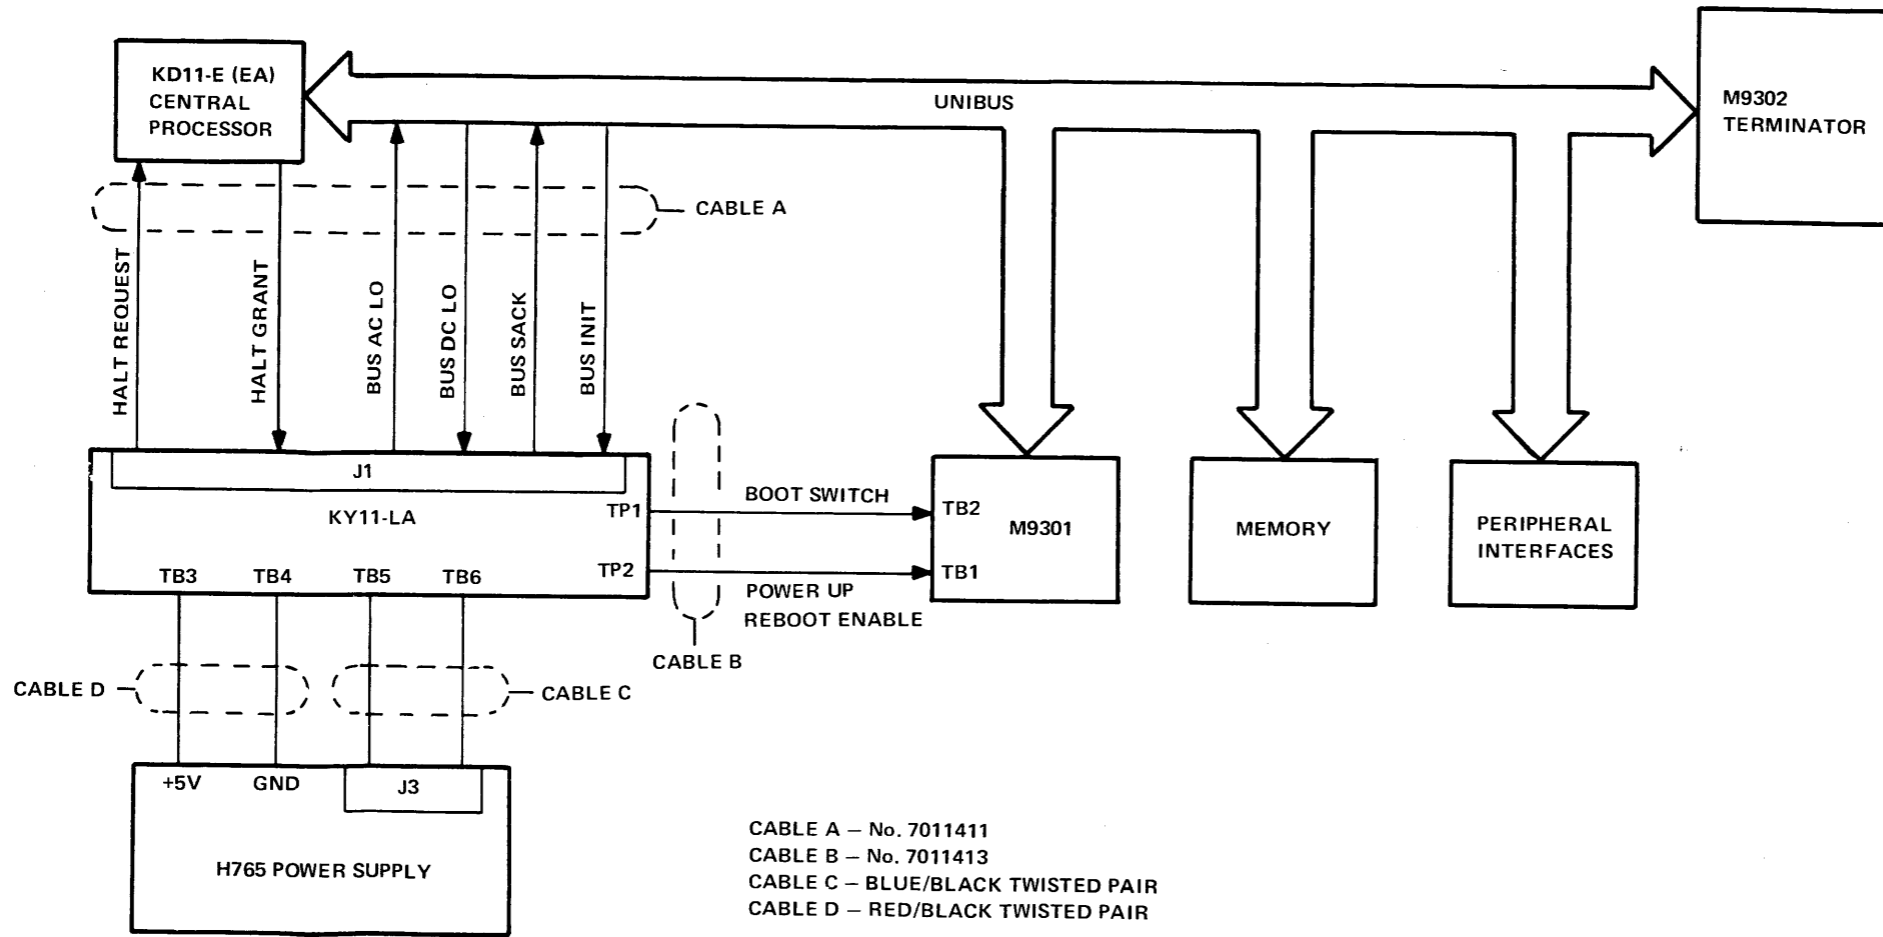 KD11-E (EA)
CENTRAL
PROCESSOR
UNIBUS
M9302
TERMINATOR
CABLE A
HALT REQUEST
HALT GRANT
BUS AC LO
BUS DC LO
BUS SACK
BUS INIT
J1
KY11-LA
TP1
TP2
TB3
TB4
TB5
TB6
BOOT SWITCH
POWER UP
REBOOT ENABLE
TB2
TB1
M9301
MEMORY
PERIPHERAL
INTERFACES
CABLE B
CABLE D
CABLE C
+5V
GND
J3
H765 POWER SUPPLY
CABLE A – No. 7011411
CABLE B – No. 7011413
CABLE C – BLUE/BLACK TWISTED PAIR
CABLE D – RED/BLACK TWISTED PAIR